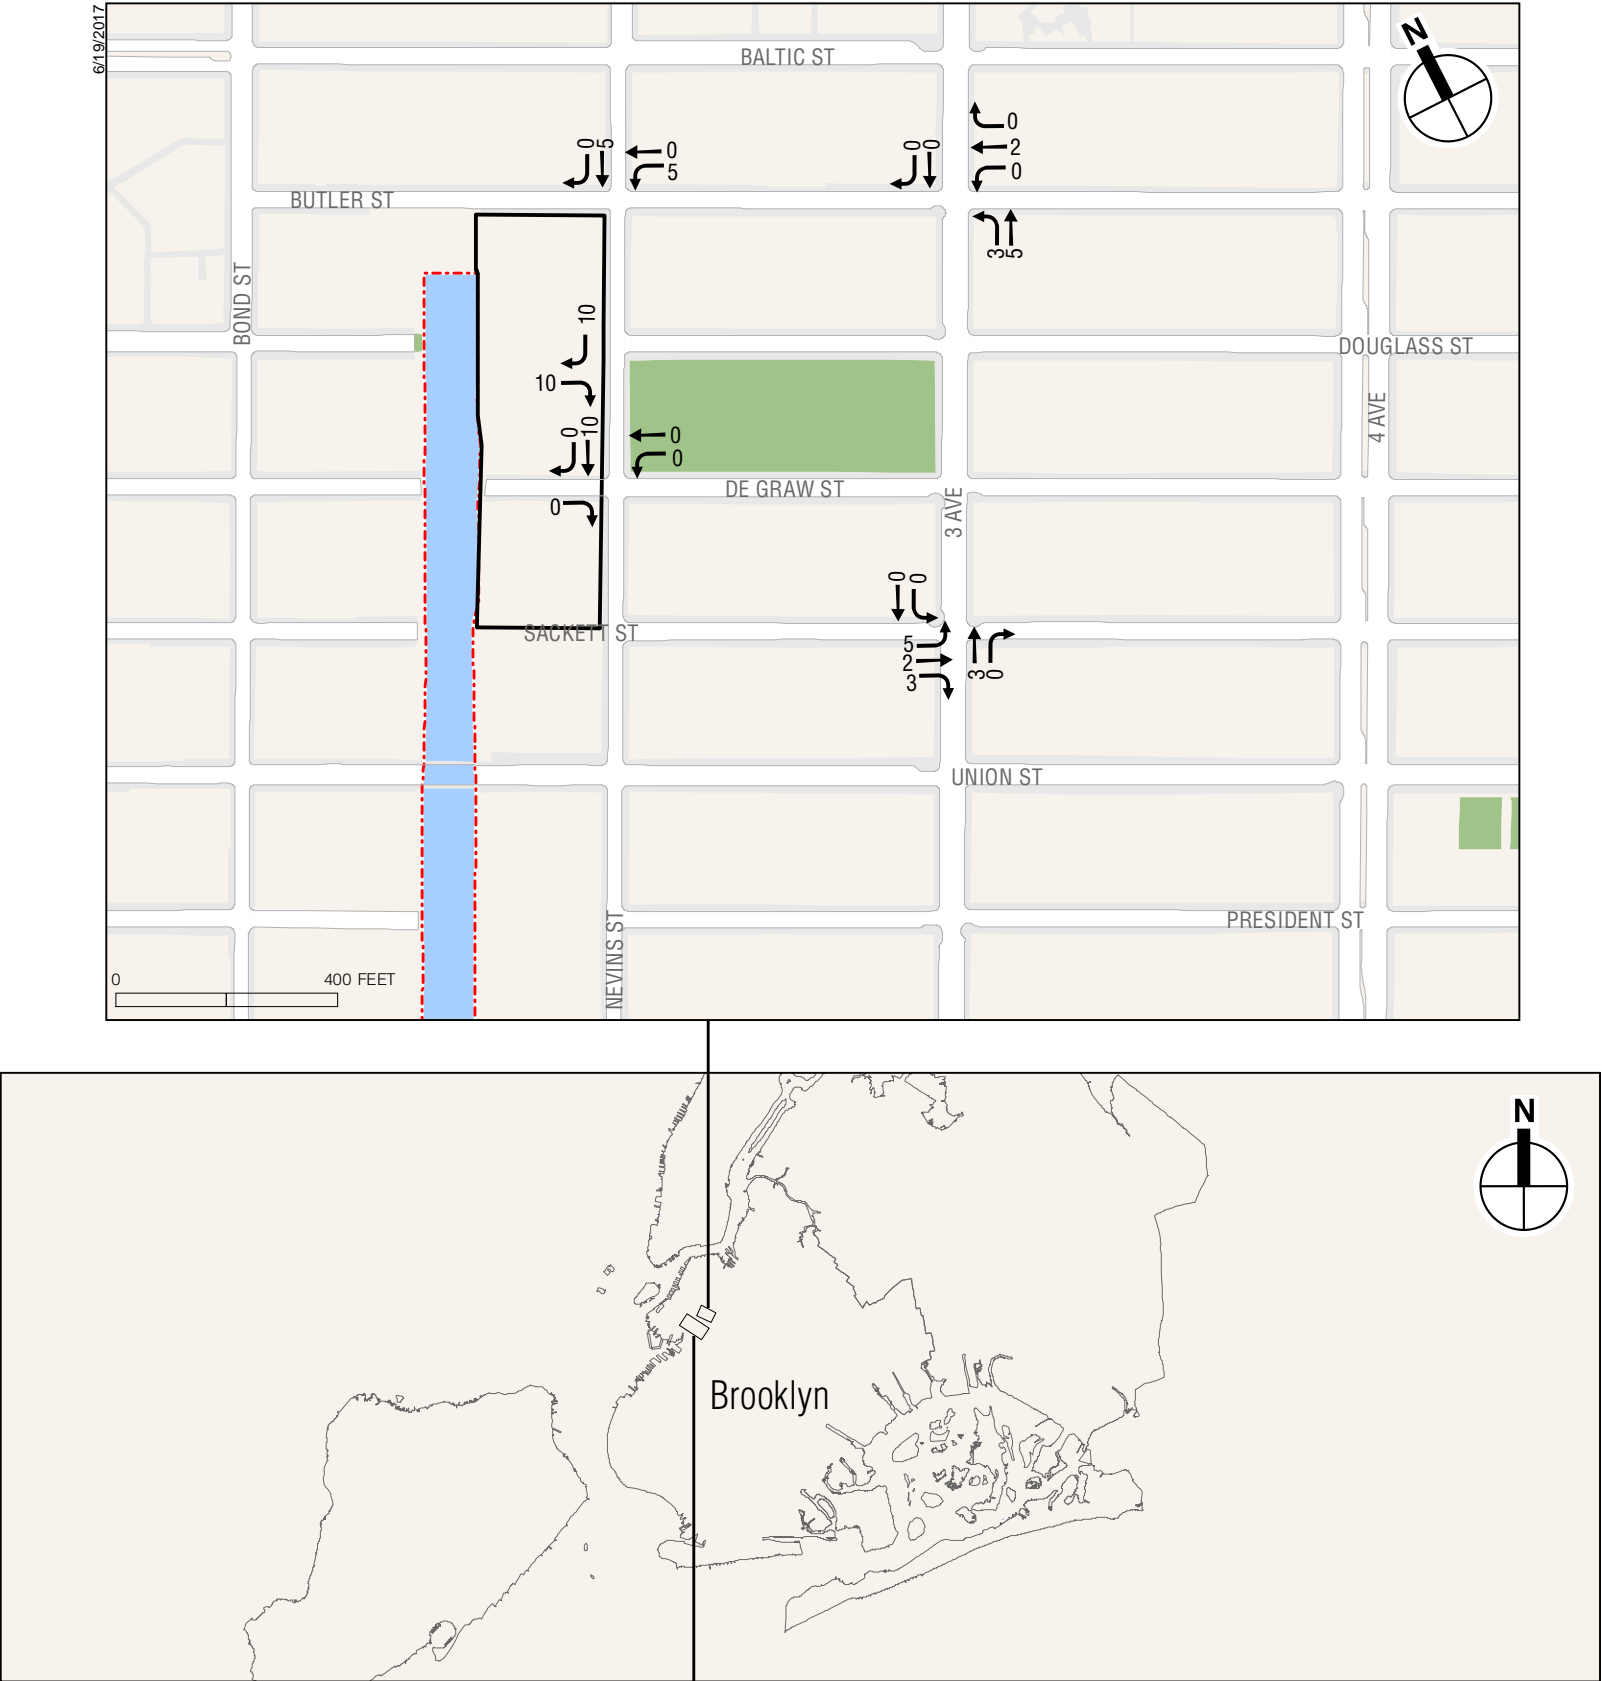 6/19/2017
N
BALTIC ST
0
0
5
0
5
0
0
2
0
BUTLER ST
3
5
BOND ST
10
DOUGLASS ST
10
4 AVE
0
10
0
0
DE GRAW ST
3 AVE
0
0
0
SACKETT ST
5
2
3
3
0
UNION ST
PRESIDENT ST
NEVINS ST
0
400 FEET
N
Brooklyn